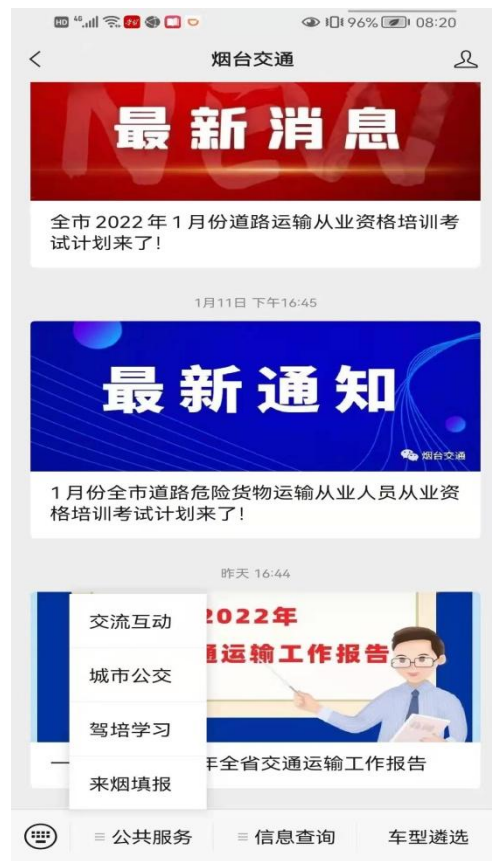 HD 46 96% 08:20
烟台交通
最新消息
全市2022年1月份道路运输从业资格培训考
试计划来了!
1月11日 下午16:45
最新通知
烟台交通
1月份全市道路危险货物运输从业人员从业资
格培训考试计划来了!
昨天 16:44
2022年
通运输工作报告
一
年全省交通运输工作报告
交流互动
城市公交
驾培学习
来烟填报
公共服务
信息查询
车型遴选